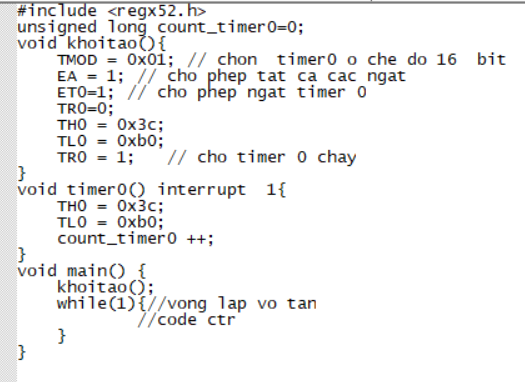 #include <regx52.h>
unsigned long count_timer0=0;
void khoitao(){
TMOD = 0x01; // chon timer0 o che do 16 bit
EA = 1; // cho phep tat ca cac ngat
ET0=1; // cho phep ngat timer 0
TR0=0;
TH0 = 0x3c;
TL0 = 0xb0;
TR0 = 1; // cho timer 0 chay
}
void timer0() interrupt 1{
TH0 = 0x3c;
TL0 = 0xb0;
count_timer0 ++;
}
void main() {
khoitao();
while(1){//vong lap vo tan
//code ctr
}
}